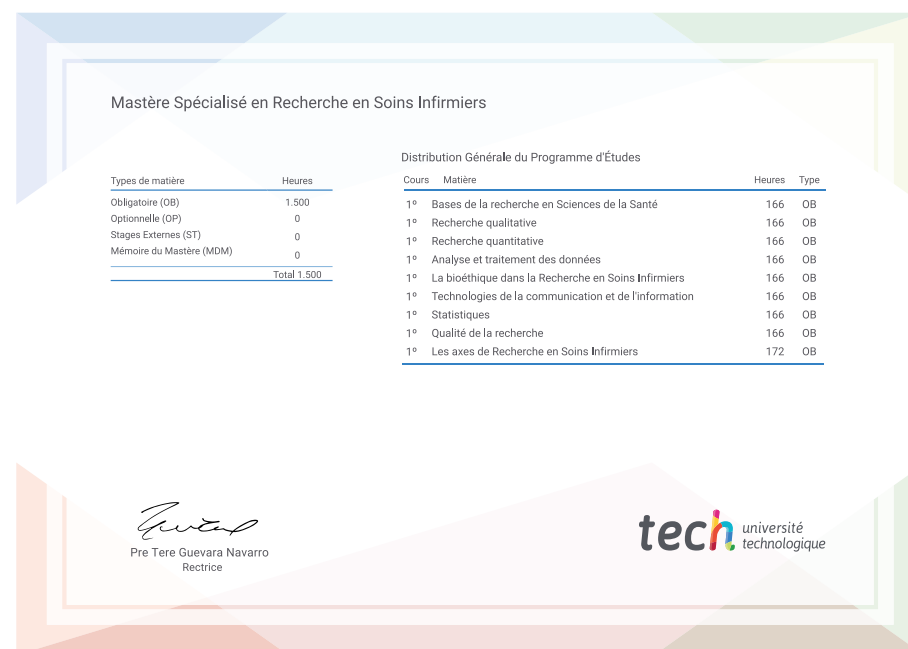 Mastère Spécialisé en Recherche en Soins Infirmiers
Types de matière Heures
Obligatoire (OB) 1.500
Optionnelle (OP) 0
Stages Externes (ST) 0
Mémoire du Mastère (MDM) 0
Total 1.500
Distribution Générale du Programme d'Études
Cours Matière Heures Type
1º Bases de la recherche en Sciences de la Santé 166 OB
1º Recherche qualitative 166 OB
1º Recherche quantitative 166 OB
1º Analyse et traitement des données 166 OB
1º La bioéthique dans la Recherche en Soins Infirmiers 166 OB
1º Technologies de la communication et de l'information 166 OB
1º Statistiques 166 OB
1º Qualité de la recherche 166 OB
1º Les axes de Recherche en Soins Infirmiers 172 OB
Pre Tere Guevara Navarro
Rectrice
tech université
technologique